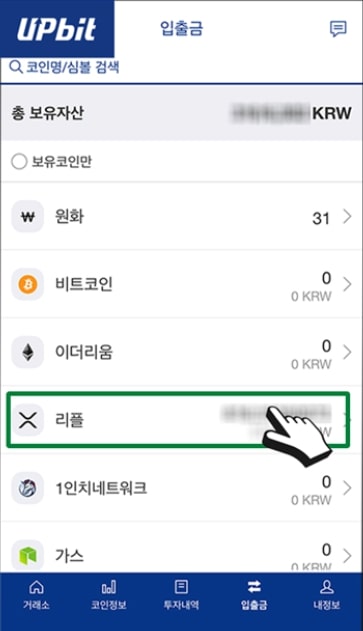 UPbit
입출금
코인명/심볼 검색
총 보유자산 KRW
보유코인만
₩ 원화 31
비트코인 0
0 KRW
이더리움 0
0 KRW
리플
1인치네트워크 0
0 KRW
가스 0
0 KRW
거래소 코인정보 투자내역 입출금 내정보